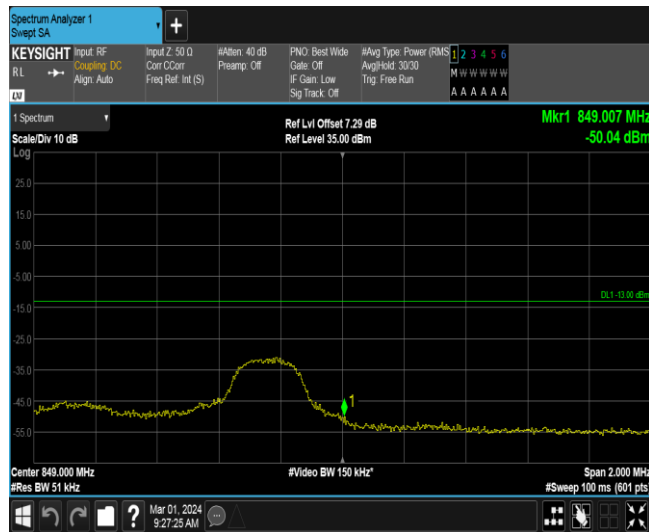 Spectrum Analyzer 1
Swept SA
+
KEYSIGHT
RL
LXI
Input: RF
Coupling: DC
Align: Auto
Input Z: 50 Ω
Corr CCorr
Freq Ref: Int (S)
#Atten: 40 dB
Preamp: Off
PNO: Best Wide
Gate: Off
IF Gain: Low
Sig Track: Off
#Avg Type: Power (RMS
Avg|Hold: 30/30
Trig: Free Run
1 2 3 4 5 6
M W W W W W
A A A A A A
1 Spectrum
Scale/Div 10 dB
Ref Lvl Offset 7.29 dB
Ref Level 35.00 dBm
Mkr1 849.007 MHz
-50.04 dBm
Log
25.0
15.0
5.00
-5.00
DL1 -13.00 dBm
-15.0
-25.0
-35.0
-45.0
1
-55.0
Center 849.000 MHz
#Video BW 150 kHz*
Span 2.000 MHz
#Res BW 51 kHz
#Sweep 100 ms (601 pts)
?
Mar 01, 2024
9:27:25 AM